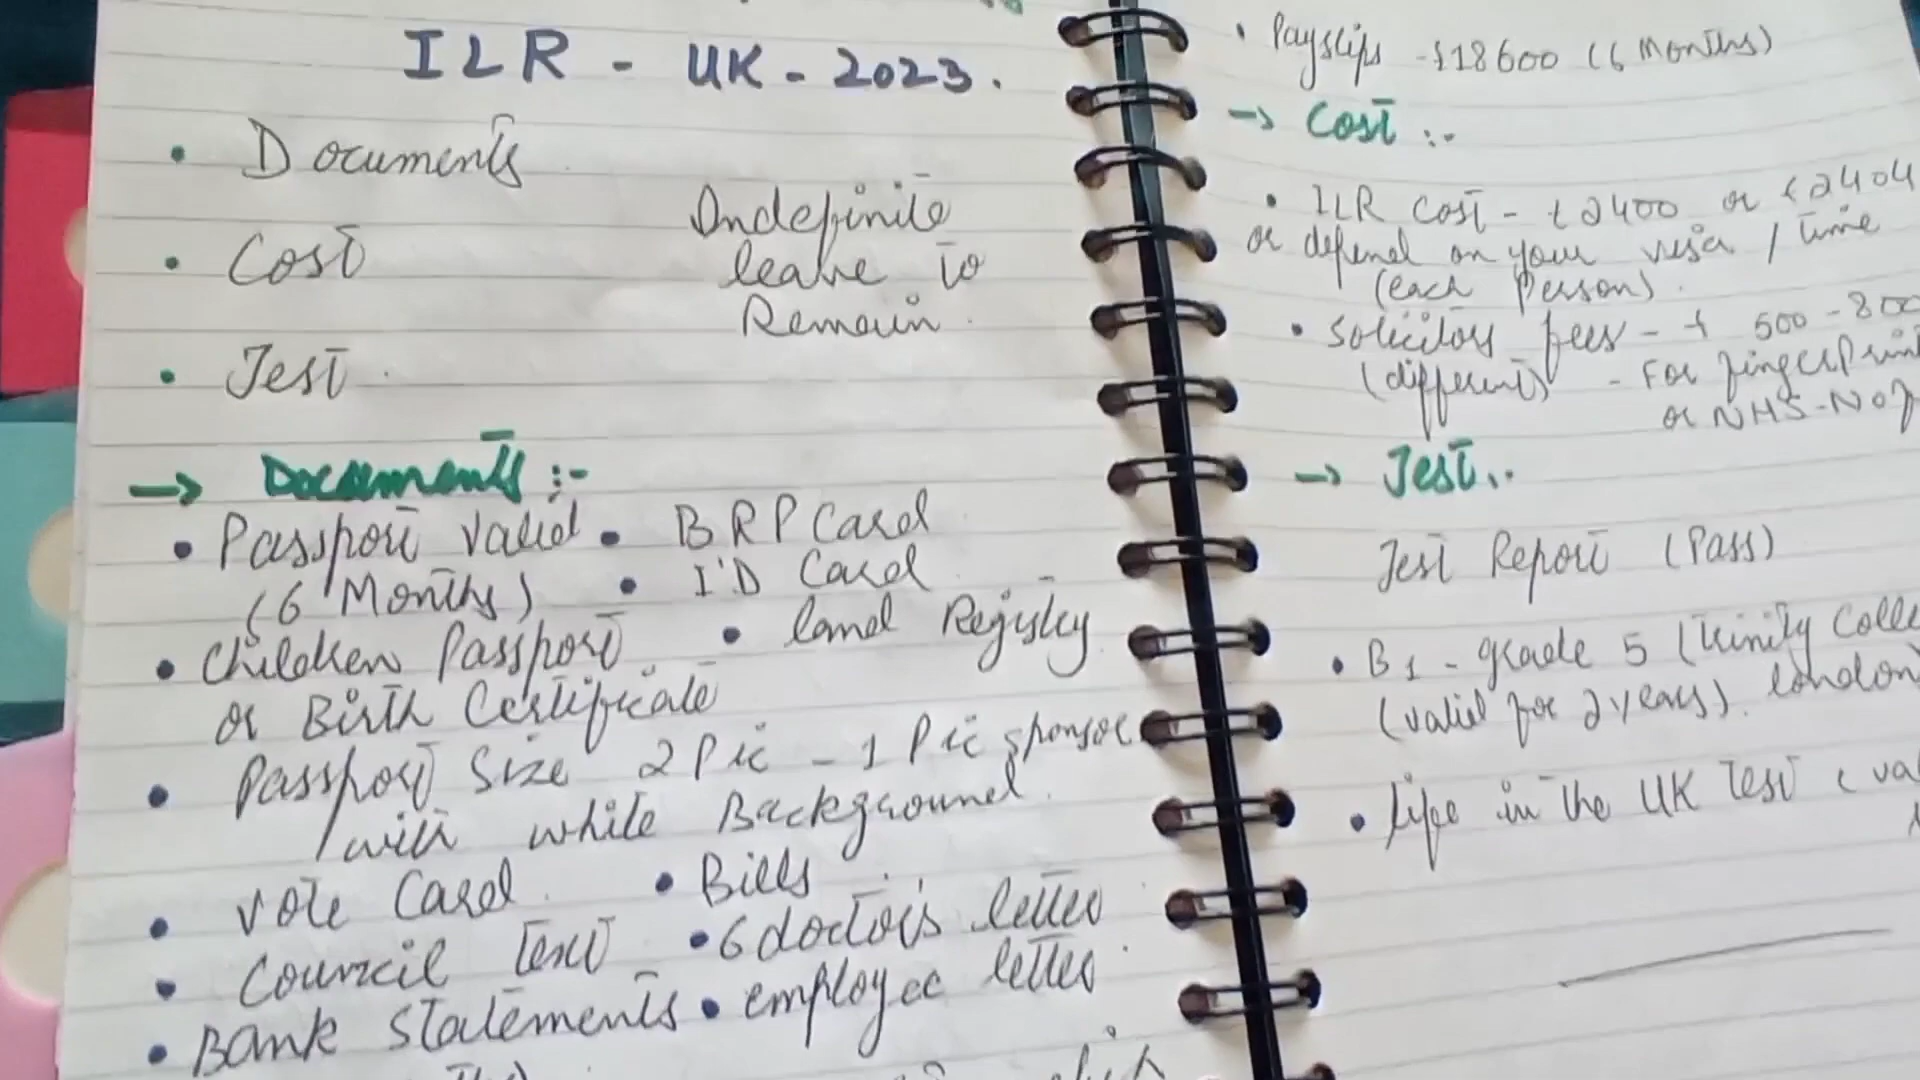 ILR - UK - 2023.
• Documents
Indefinite
leave to
Remain.
• Cost
• Test.
→ Documents :-
• Passport valid
(6 Months)
• BRP Card
• I'D Card
• land Registry
• Children Passport
or Birth Certificate
• Passport Size 2 Pic - 1 Pic sponsor
with while Background.
• Vote Card
• Bills
• Council Text
• 6 doctor's letter
• Bank Statements
• employee letter
• Payslips - £18600 (6 Months)
→ Cost :-
• ILR Cost - £2400 or £2404
or depend on your visa / time
(each Person).
• Solicitors fees - £ 500 - 800
(different) - For fingerprint
or NHS - No
→ Test..
Test Report (Pass)
• B1 - grade 5 (Trinity Colle
(valid for 2 years). london
• life in the UK Test (va